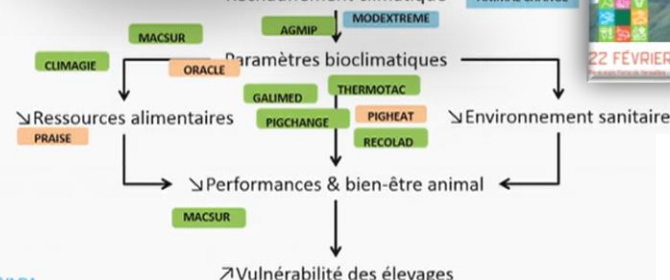 MODEXTREME
AGMIP
MACSUR
Paramètres bioclimatiques
CLIMAGIE
ORACLE
THERMOTAC
GALIMED
↘Ressources alimentaires
PIGCHANGE
PIGHEAT
↘Environnement sanitaire
PRAISE
RECOLAD
↘Performances & bien-être animal
MACSUR
↗Vulnérabilité des élevages
22 FÉVRIER